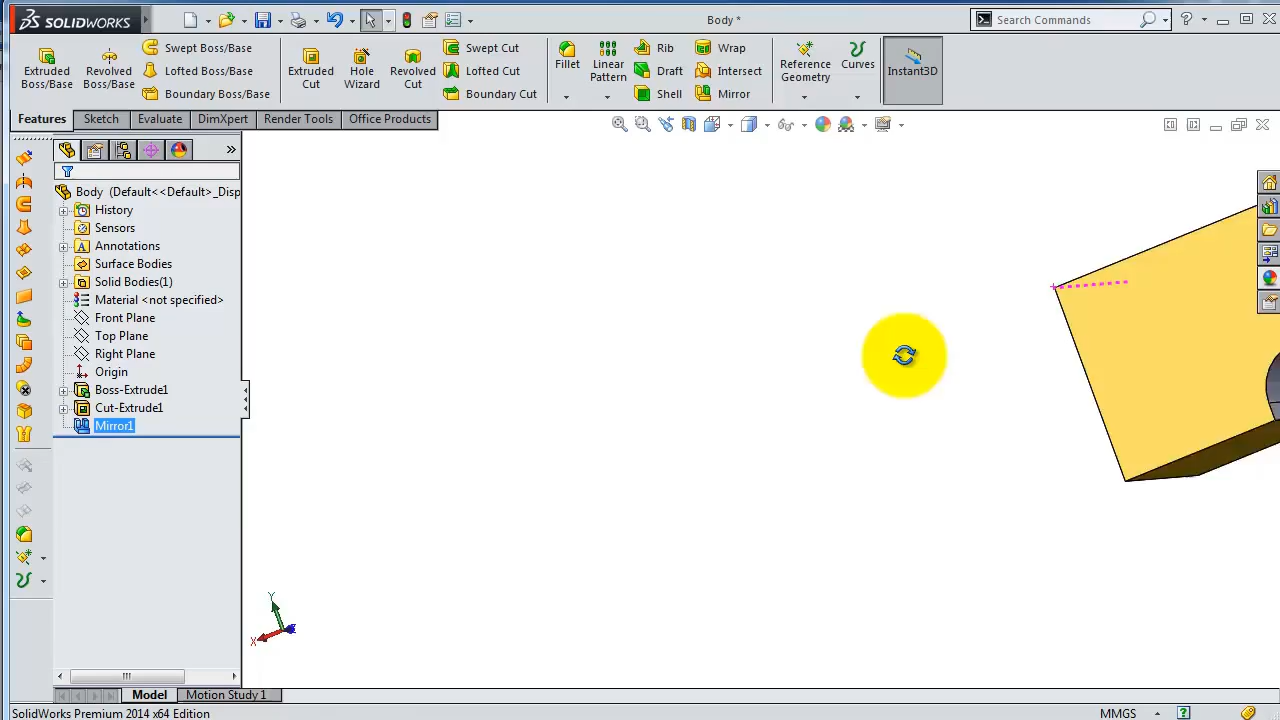 SOLIDWORKS
Body *
Search Commands
Extruded Boss/Base
Revolved Boss/Base
Swept Boss/Base
Lofted Boss/Base
Boundary Boss/Base
Extruded Cut
Hole Wizard
Revolved Cut
Swept Cut
Lofted Cut
Boundary Cut
Fillet
Linear Pattern
Rib
Draft
Shell
Wrap
Intersect
Mirror
Reference Geometry
Curves
Instant3D
Features
Sketch
Evaluate
DimXpert
Render Tools
Office Products
Body (Default<<Default>_Disp
History
Sensors
Annotations
Surface Bodies
Solid Bodies(1)
Material <not specified>
Front Plane
Top Plane
Right Plane
Origin
Boss-Extrude1
Cut-Extrude1
Mirror1
Y
X
Z
Model
Motion Study 1
SolidWorks Premium 2014 x64 Edition
MMGS